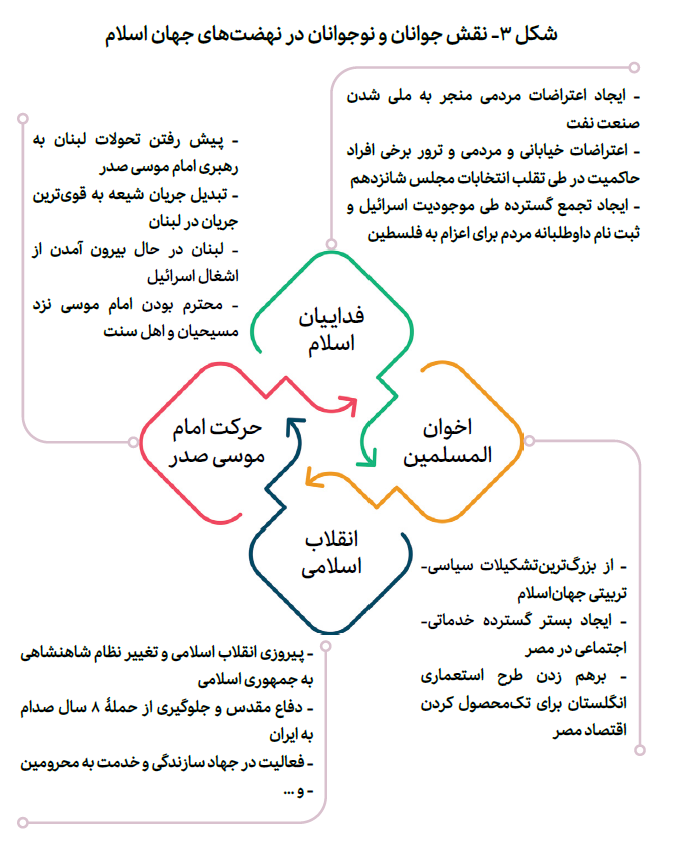 شکل ۳- نقش جوانان و نوجوانان در نهضت‌های جهان اسلام
- ایجاد اعتراضات مردمی منجر به ملی شدن
صنعت نفت
- اعتراضات خیابانی و مردمی و ترور برخی افراد
حاکمیت در طی تقلب انتخابات مجلس شانزدهم
- ایجاد تجمع گسترده طی موجودیت اسرائیل و
ثبت نام داوطلبانه مردم برای اعزام به فلسطین
- پیش رفتن تحولات لبنان به
رهبری امام موسی صدر
- تبدیل جریان شیعه به قوی‌ترین
جریان در لبنان
- لبنان در حال بیرون آمدن از
اشغال اسرائیل
- محترم بودن امام موسی نزد
مسیحیان و اهل سنت
فداییان
اسلام
اخوان
المسلمین
حرکت امام
موسی صدر
انقلاب
اسلامی
- از بزرگ‌ترین‌تشکیلات سیاسی-
تربیتی جهان‌اسلام
- ایجاد بستر گسترده خدماتی-
اجتماعی در مصر
- برهم زدن طرح استعماری
انگلستان برای تک‌محصول کردن
اقتصاد مصر
- پیروزی انقلاب اسلامی و تغییر نظام شاهنشاهی
به جمهوری اسلامی
- دفاع مقدس و جلوگیری از حملهٔ ۸ سال صدام
به ایران
- فعالیت در جهاد سازندگی و خدمت به محرومین
- و ...